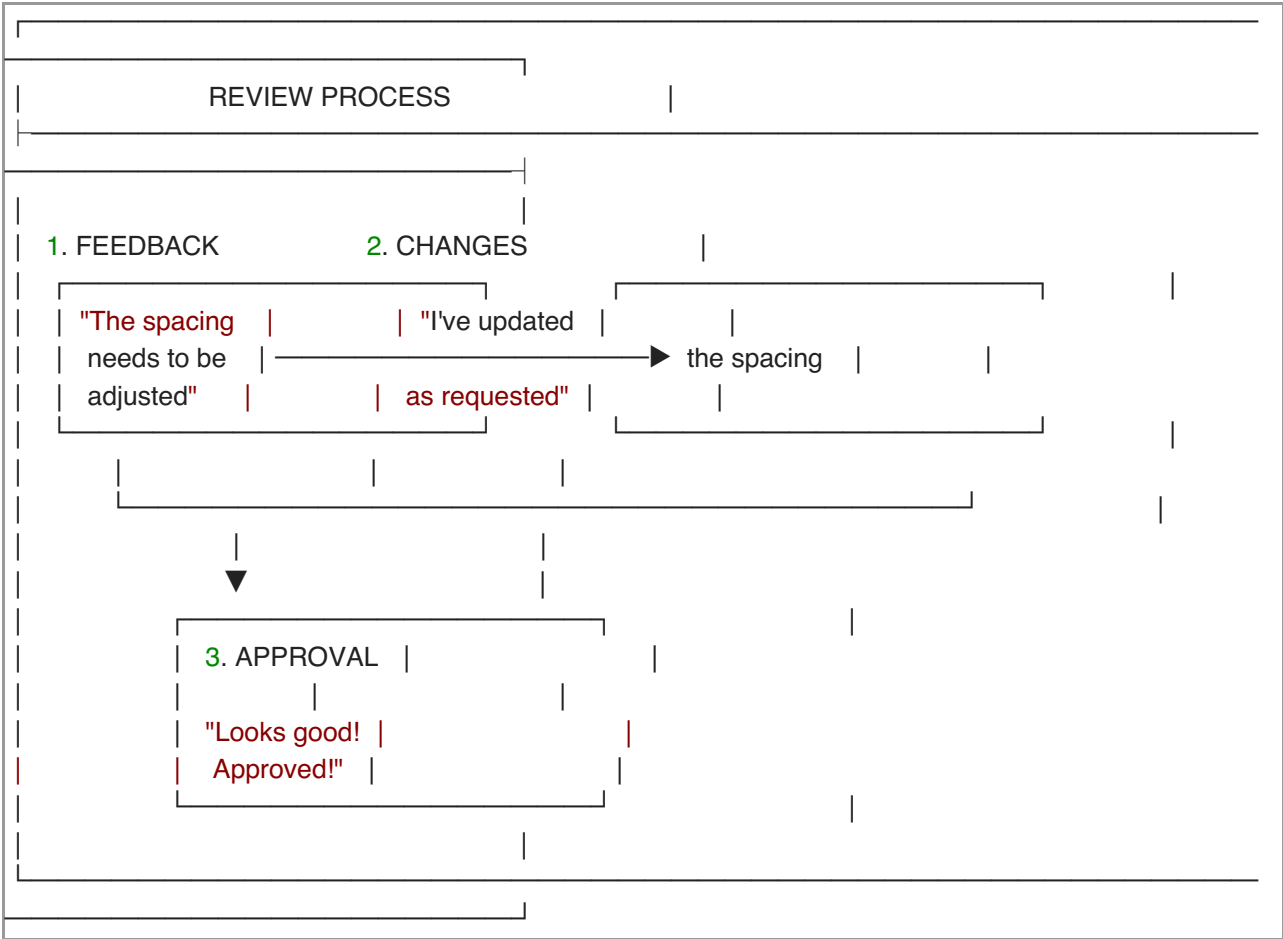 REVIEW PROCESS
1. FEEDBACK 2. CHANGES
"The spacing "I've updated
needs to be the spacing
adjusted" as requested"
3. APPROVAL
"Looks good!
Approved!"